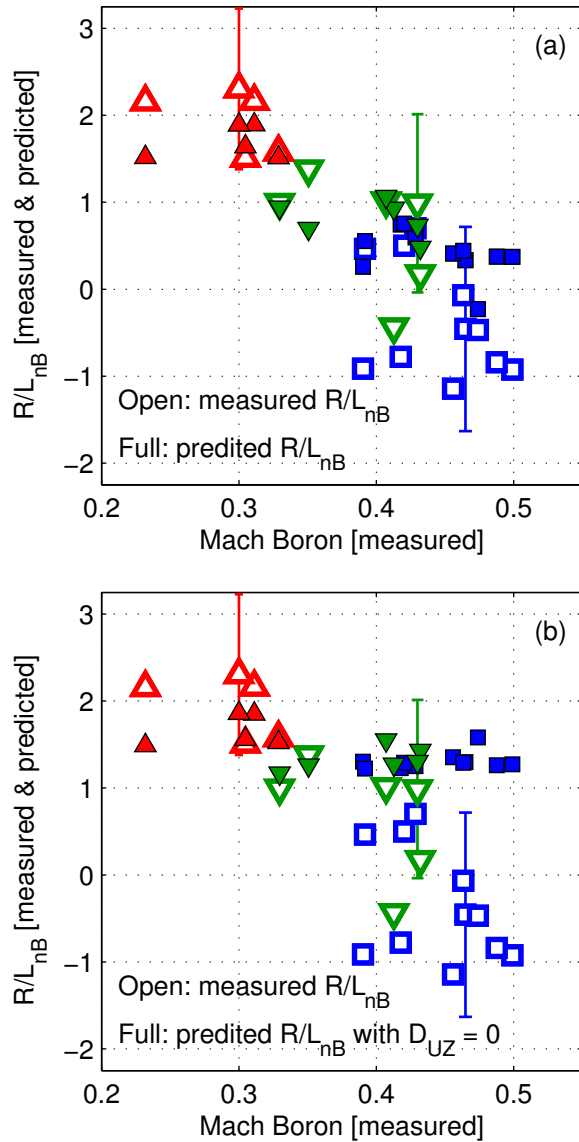 (a)
3
2
1
0
−1
−2
R/L_nB [measured & predicted]
Open: measured R/L_nB
Full: predited R/L_nB
0.2 0.3 0.4 0.5
Mach Boron [measured]
(b)
3
2
1
0
−1
−2
R/L_nB [measured & predicted]
Open: measured R/L_nB
Full: predited R/L_nB with D_UZ = 0
0.2 0.3 0.4 0.5
Mach Boron [measured]